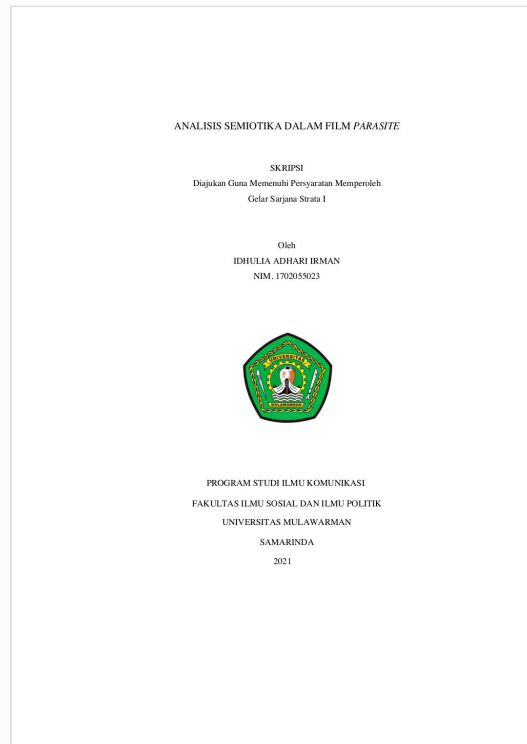 ANALISIS SEMIOTIKA DALAM FILM PARASITE
SKRIPSI
Diajukan Guna Memenuhi Persyaratan Memperoleh
Gelar Sarjana Strata I
Oleh
IDHULIA ADHARI IRMAN
NIM. 1702055023
UNIVERSITAS
MULAWARMAN
PROGRAM STUDI ILMU KOMUNIKASI
FAKULTAS ILMU SOSIAL DAN ILMU POLITIK
UNIVERSITAS MULAWARMAN
SAMARINDA
2021